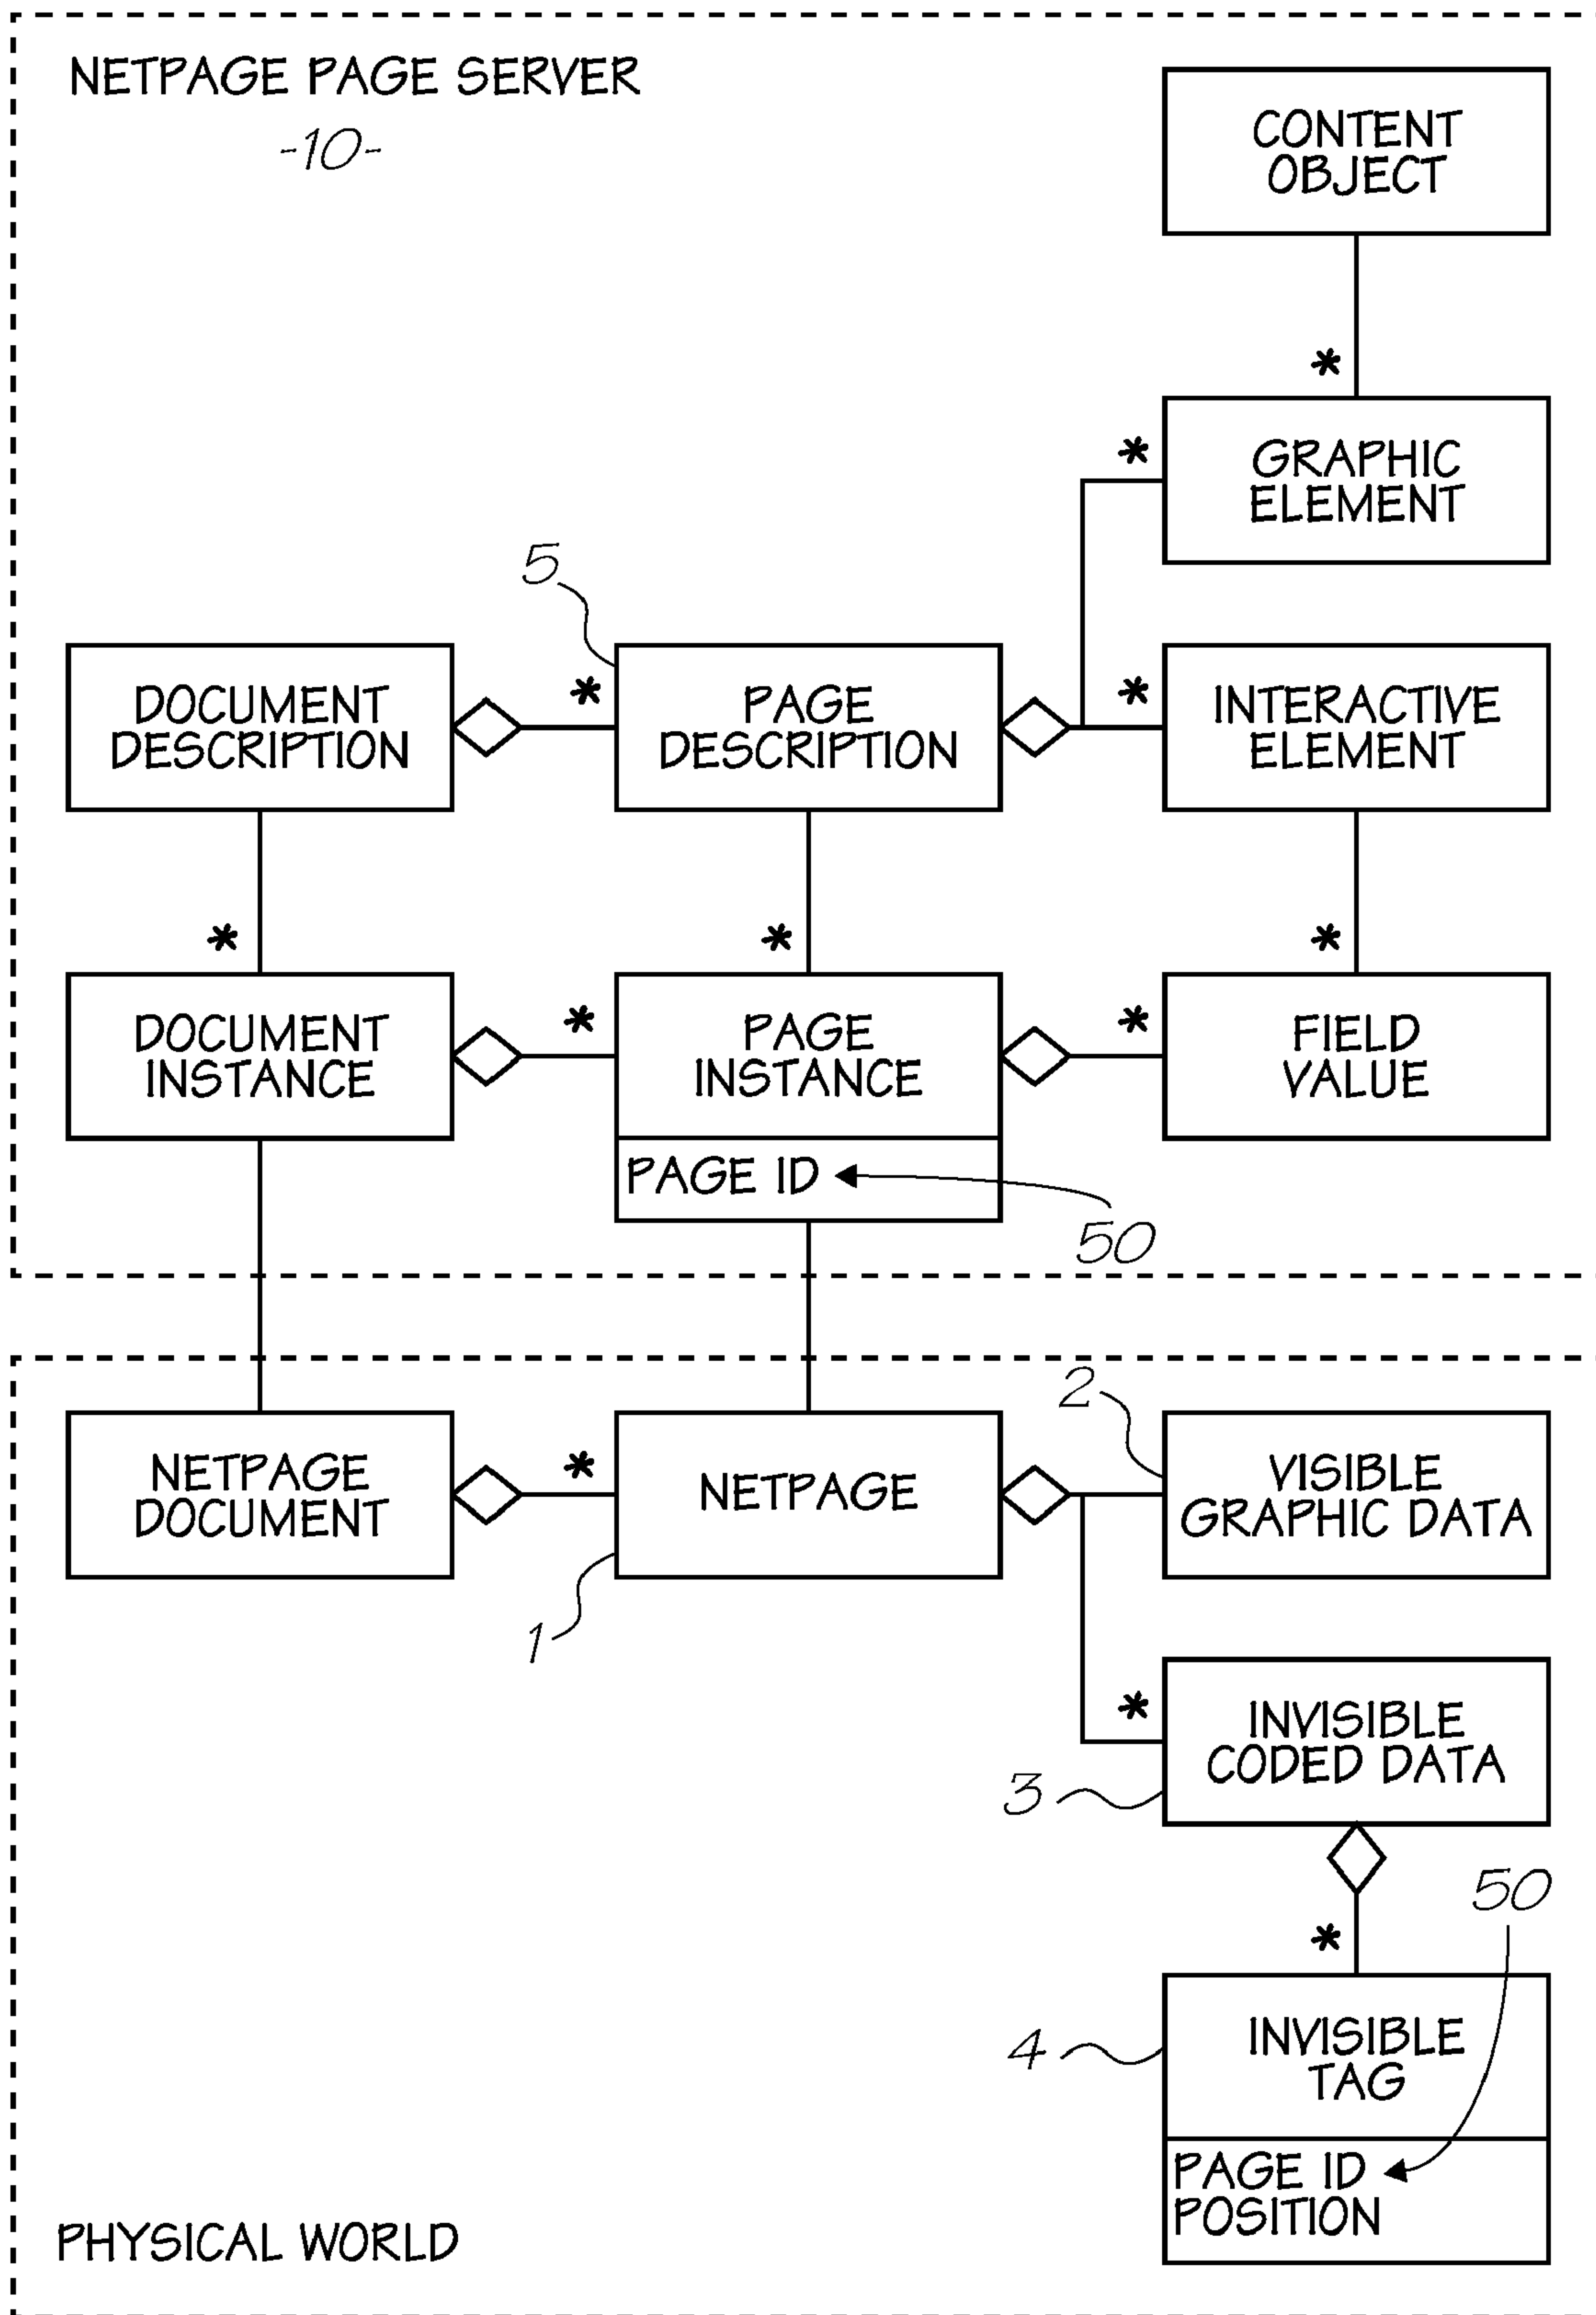 NETPAGE PAGE SERVER
-10-
CONTENT
OBJECT
*
*
GRAPHIC
ELEMENT
5
DOCUMENT
DESCRIPTION
*
PAGE
DESCRIPTION
*
INTERACTIVE
ELEMENT
*
*
*
DOCUMENT
INSTANCE
*
PAGE
INSTANCE
*
FIELD
VALUE
PAGE ID
50
2
NETPAGE
DOCUMENT
*
NETPAGE
VISIBLE
GRAPHIC DATA
1
*
INVISIBLE
CODED DATA
3
50
*
4
INVISIBLE
TAG
PAGE ID
POSITION
PHYSICAL WORLD